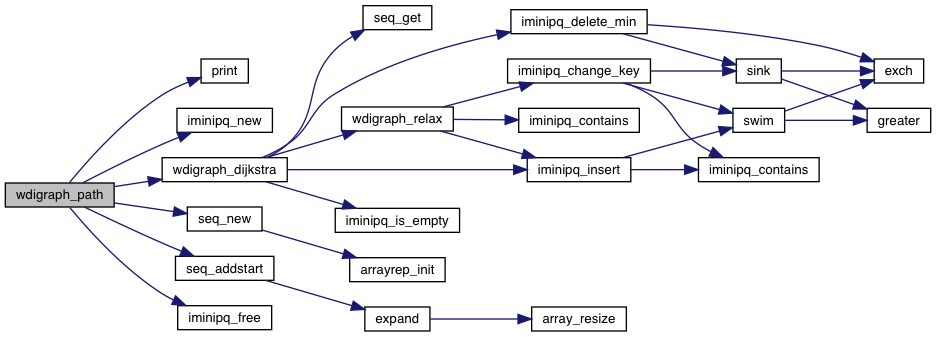 seq_get
iminipq_delete_min
print
iminipq_change_key
sink
exch
iminipq_new
wdigraph_relax
iminipq_contains
swim
greater
wdigraph_dijkstra
iminipq_insert
iminipq_contains
wdigraph_path
seq_new
iminipq_is_empty
seq_addstart
arrayrep_init
iminipq_free
expand
array_resize